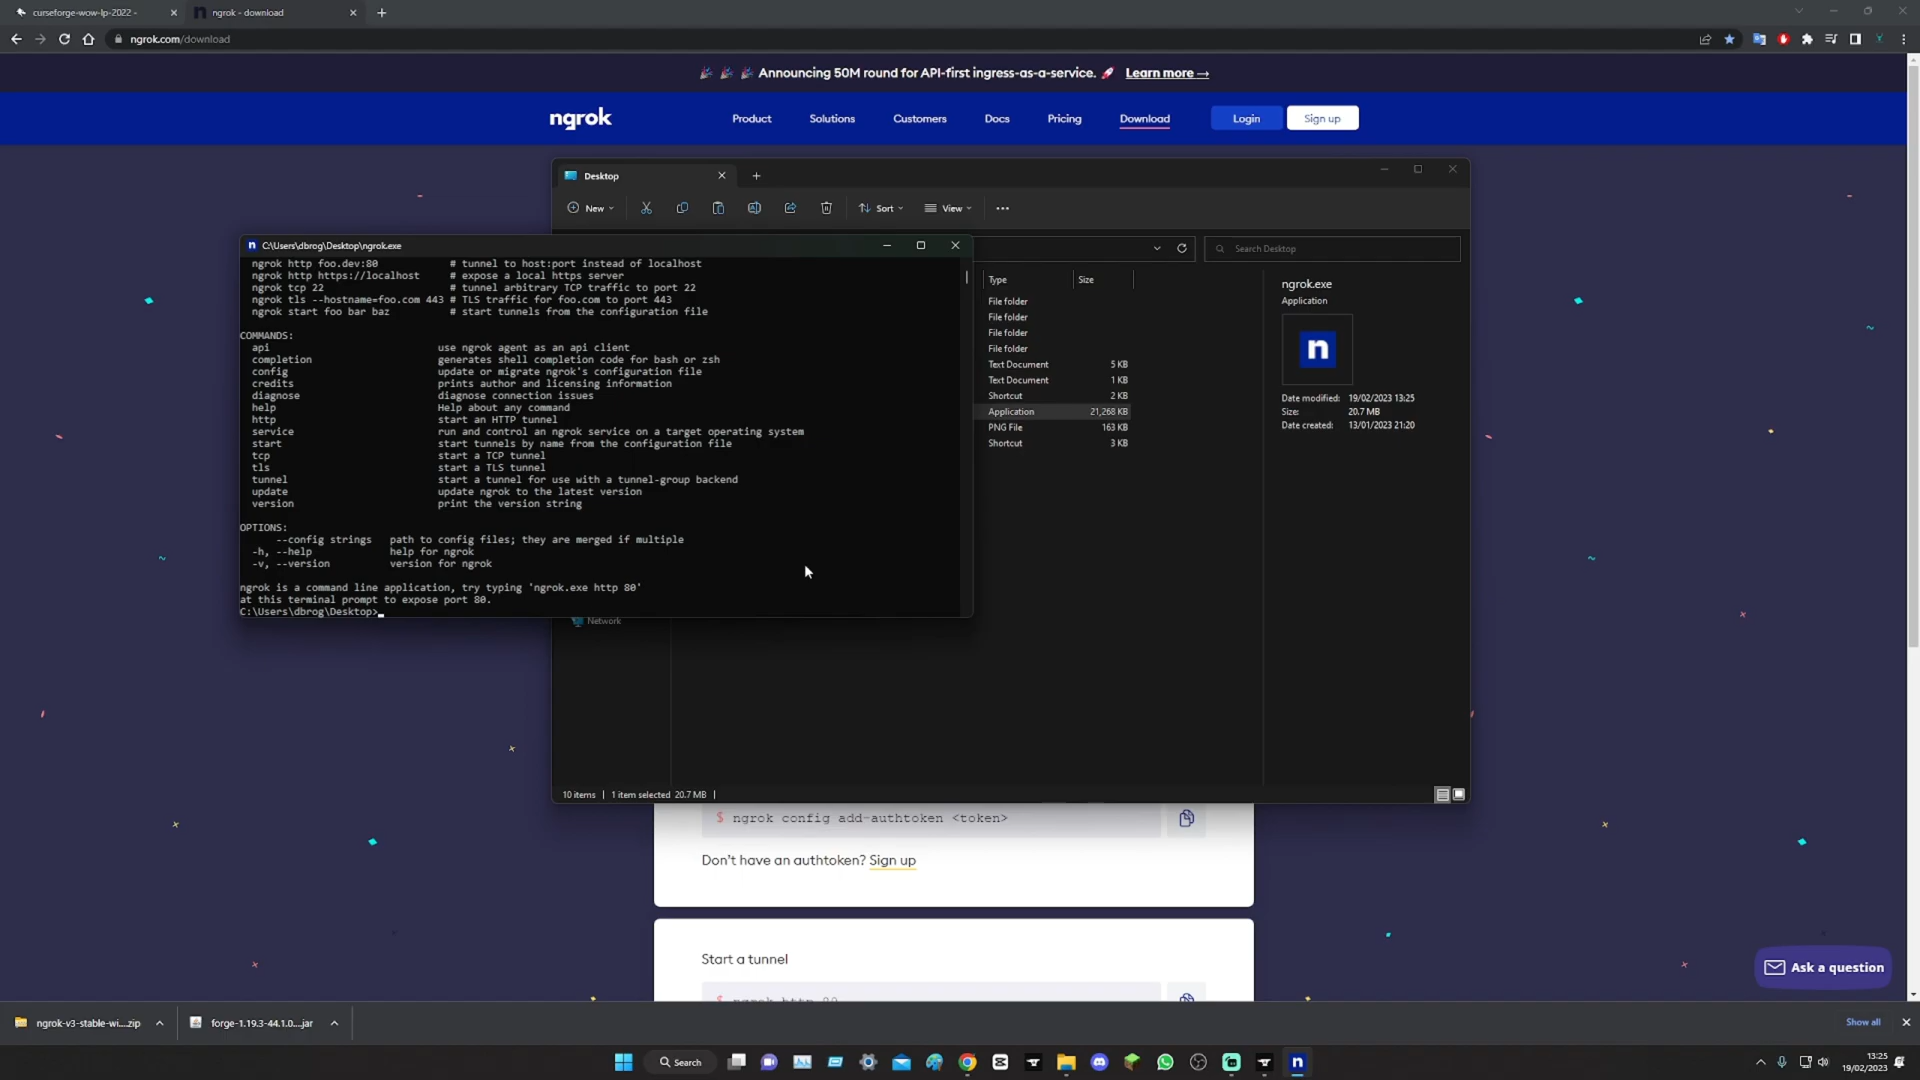 curseforge-wow-lp-2022 -
ngrok - download
ngrok.com/download
Announcing 50M round for API-first ingress-as-a-service. 🚀 Learn more →
ngrok
Product
Solutions
Customers
Docs
Pricing
Download
Login
Sign up
Desktop
New
Sort
View
Search Desktop
C:\Users\dbrog\Desktop\ngrok.exe
ngrok http foo.dev:80 # tunnel to host:port instead of localhost
ngrok http https://localhost # expose a local https server
ngrok tcp 22 # tunnel arbitrary TCP traffic to port 22
ngrok tls --hostname=foo.com 443 # TLS traffic for foo.com to port 443
ngrok start foo bar baz # start tunnels from the configuration file
COMMANDS:
api use ngrok agent as an api client
completion generates shell completion code for bash or zsh
config update or migrate ngrok's configuration file
credits prints author and licensing information
diagnose diagnose connection issues
help Help about any command
http start an HTTP tunnel
service run and control an ngrok service on a target operating system
start start tunnels by name from the configuration file
tcp start a TCP tunnel
tls start a TLS tunnel
tunnel start a tunnel for use with a tunnel-group backend
update update ngrok to the latest version
version print the version string
OPTIONS:
--config strings path to config files; they are merged if multiple
-h, --help help for ngrok
-v, --version version for ngrok
ngrok is a command line application, try typing 'ngrok.exe http 80'
at this terminal prompt to expose port 80.
C:\Users\dbrog\Desktop>
Type Size
File folder
File folder
File folder
File folder
Text Document 5 KB
Text Document 1 KB
Shortcut 2 KB
Application 21,268 KB
PNG File 163 KB
Shortcut 3 KB
ngrok.exe
Application
n
Date modified: 19/02/2023 13:25
Size: 20.7 MB
Date created: 13/01/2023 21:20
Network
10 items | 1 item selected 20.7 MB |
$ ngrok config add-authtoken <token>
Don't have an authtoken? Sign up
Start a tunnel
$ ngrok http 80
Ask a question
ngrok-v3-stable-wi....zip
forge-1.19.3-44.1.0....jar
Show all
Search
13:25
19/02/2023